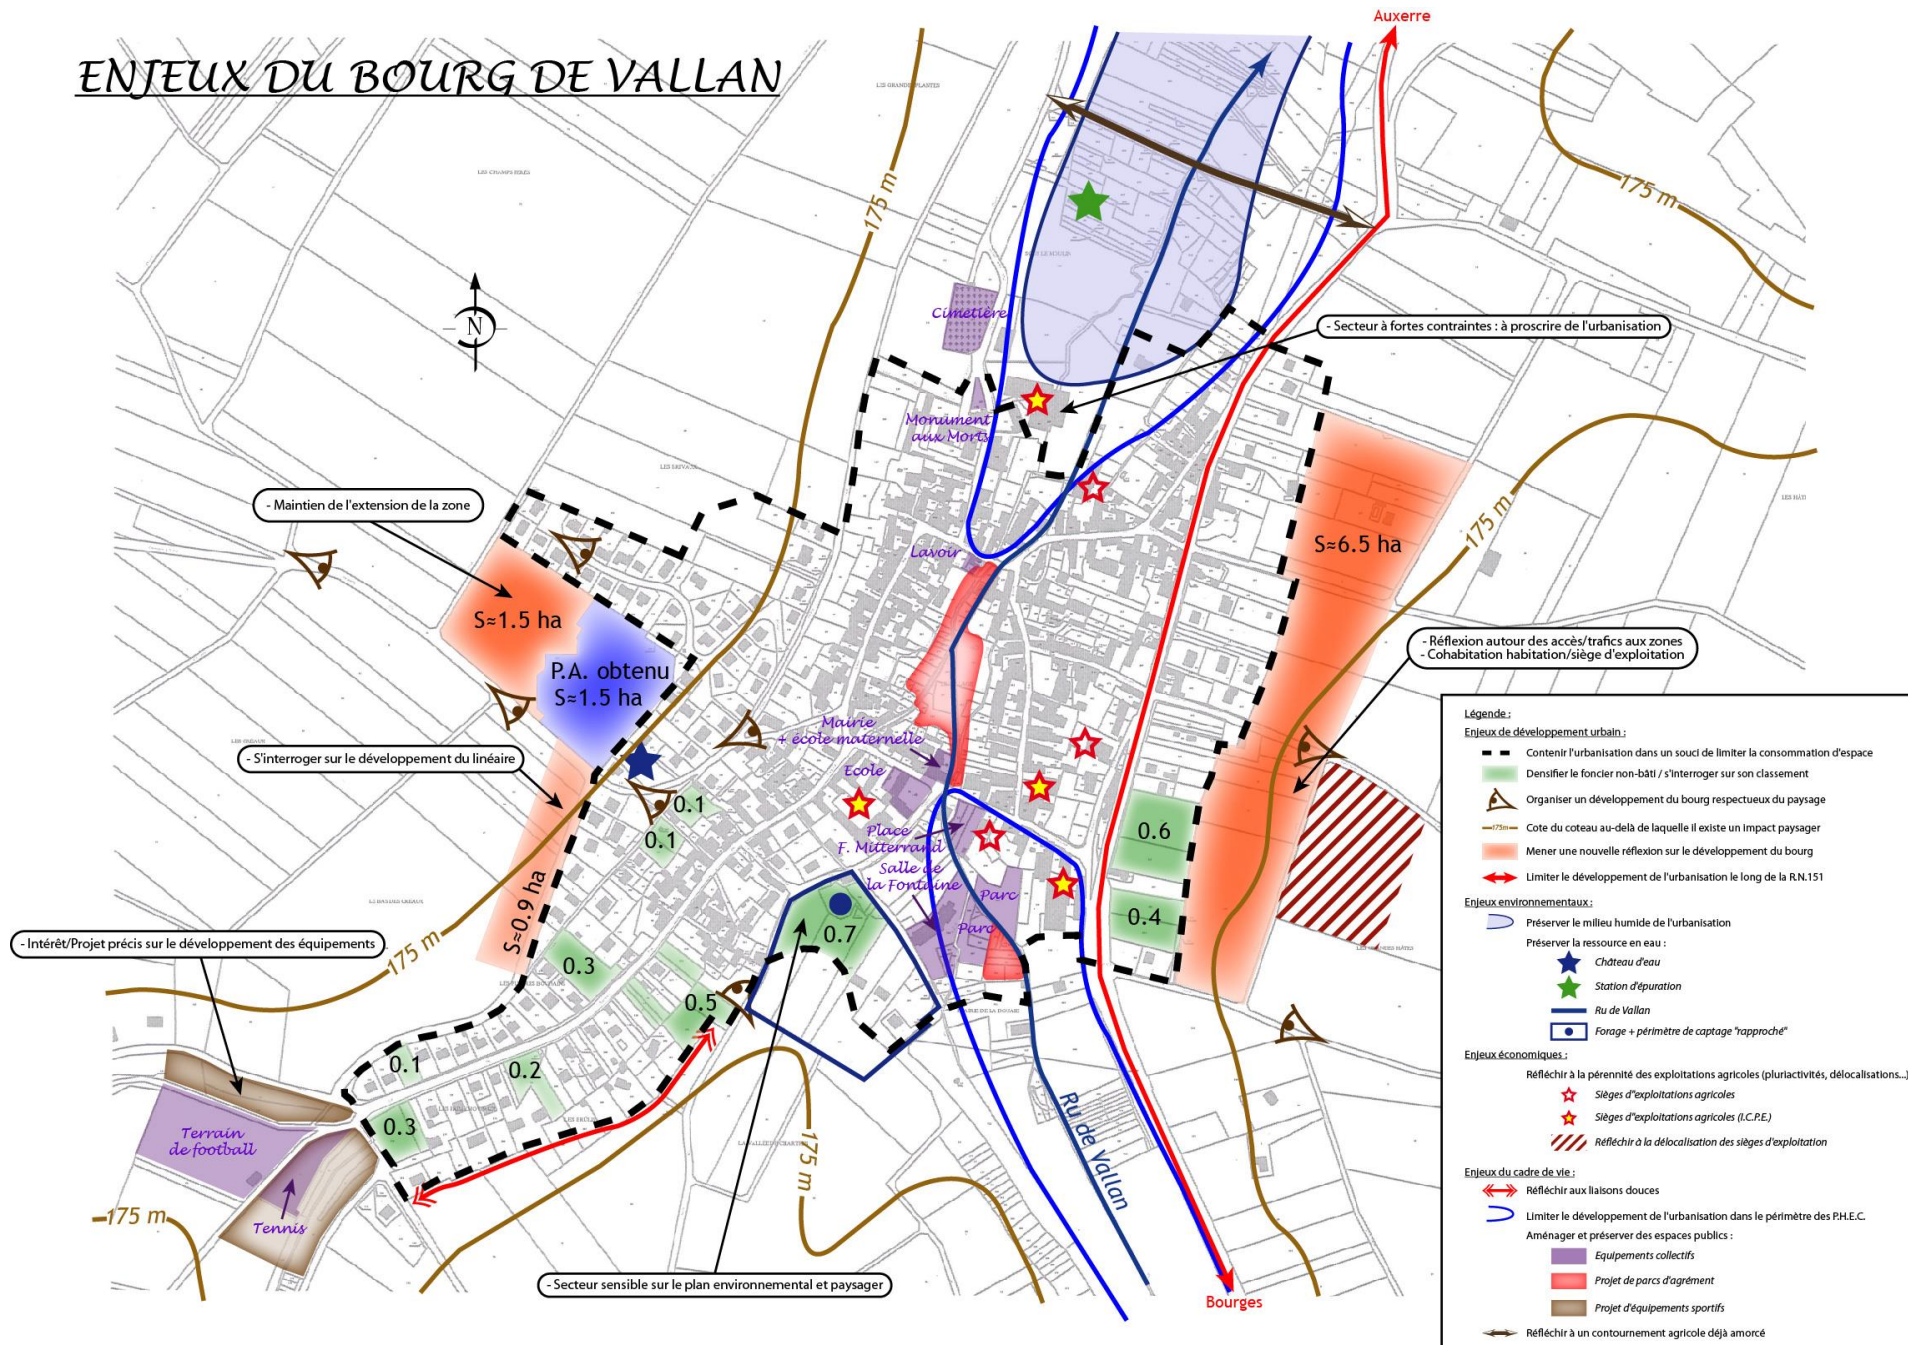 ENJEUX DU BOURG DE VALLAN
Auxerre
LES GRANDES PLANTES
LES CHAMPS FERÉS
175 m
175 m
N
Cimetière
- Secteur à fortes contraintes : à proscrire de l'urbanisation
Monument
aux Morts
- Maintien de l'extension de la zone
175 m
S≈6.5 ha
Lavoir
S≈1.5 ha
P.A. obtenu
S≈1.5 ha
- Réflexion autour des accès/trafics aux zones
- Cohabitation habitation/siège d'exploitation
Mairie
+ école maternelle
- S'interroger sur le développement du linéaire
Ecole
0.1
0.1
Place
F. Mitterrand
0.6
Salle de
la Fontaine
Parc
S≈0.9 ha
0.7
0.4
Parc
- Intérêt/Projet précis sur le développement des équipements
175 m
0.3
0.5
0.1
0.2
0.3
Terrain
de football
Tennis
175 m
175 m
Ru de Vallan
- Secteur sensible sur le plan environnemental et paysager
Bourges
Légende :
Enjeux de développement urbain :
Contenir l'urbanisation dans un souci de limiter la consommation d'espace
Densifier le foncier non-bâti / s'interroger sur son classement
Organiser un développement du bourg respectueux du paysage
175m
Cote du coteau au-delà de laquelle il existe un impact paysager
Mener une nouvelle réflexion sur le développement du bourg
Limiter le développement de l'urbanisation le long de la R.N.151
Enjeux environnementaux :
Préserver le milieu humide de l'urbanisation
Préserver la ressource en eau :
Château d'eau
Station d'épuration
Ru de Vallan
Forage + périmètre de captage "rapproché"
Enjeux économiques :
Réfléchir à la pérennité des exploitations agricoles (pluriactivités, délocalisations...)
Sièges d"exploitations agricoles
Sièges d"exploitations agricoles (I.C.P.E.)
Réfléchir à la délocalisation des sièges d'exploitation
Enjeux du cadre de vie :
Réfléchir aux liaisons douces
Limiter le développement de l'urbanisation dans le périmètre des P.H.E.C.
Aménager et préserver des espaces publics :
Equipements collectifs
Projet de parcs d'agrément
Projet d'équipements sportifs
Réfléchir à un contournement agricole déjà amorcé